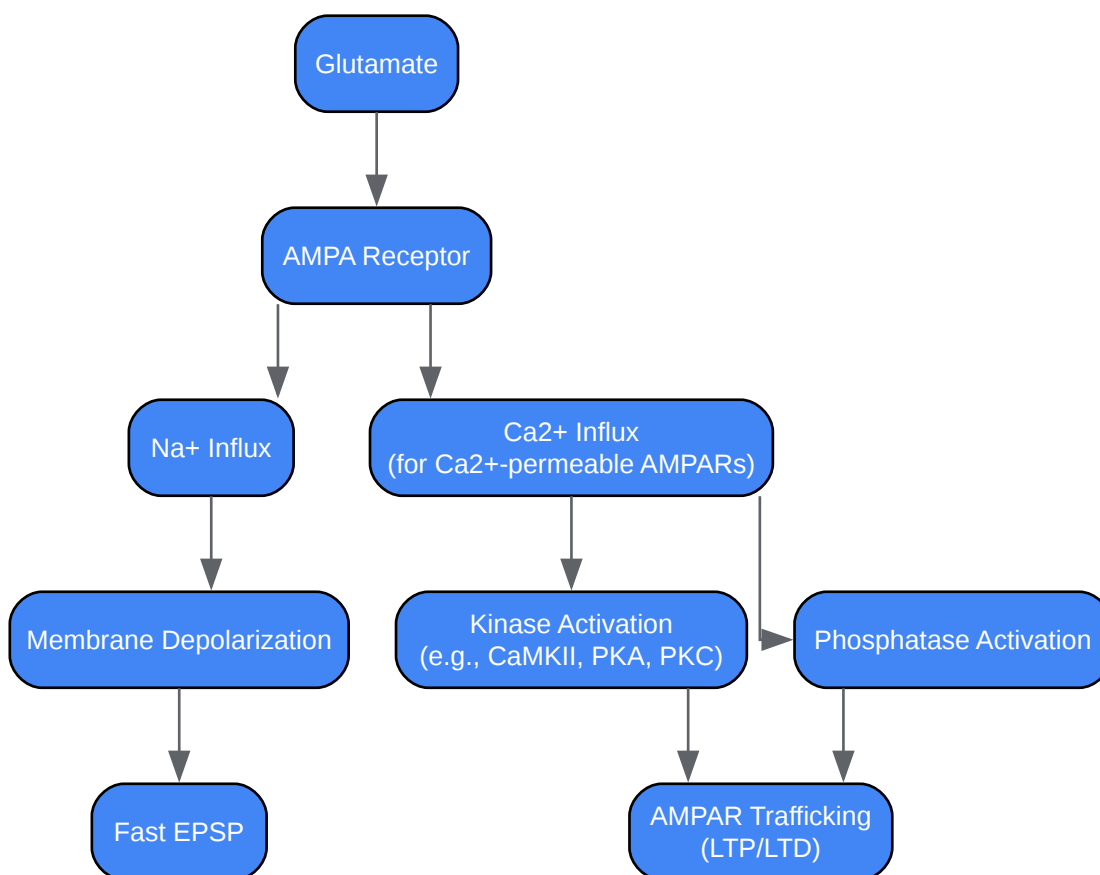 Glutamate
AMPA Receptor
Na+ Influx
Ca2+ Influx
(for Ca2+-permeable AMPARs)
Membrane Depolarization
Kinase Activation
(e.g., CaMKII, PKA, PKC)
Phosphatase Activation
Fast EPSP
AMPAR Trafficking
(LTP/LTD)